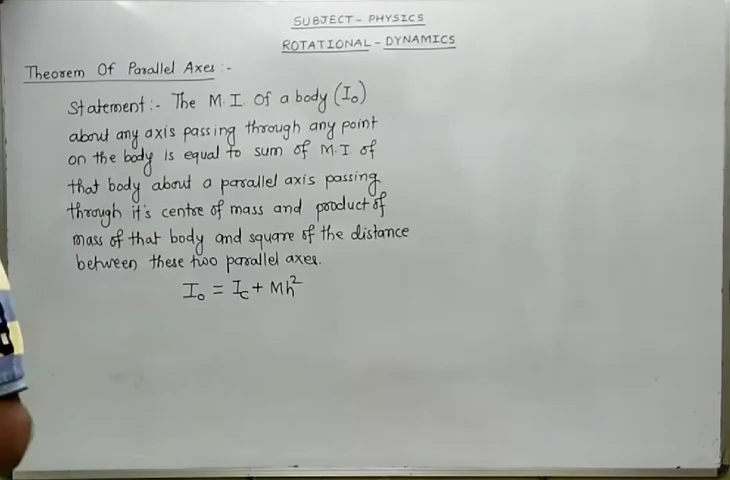 SUBJECT - PHYSICS
ROTATIONAL - DYNAMICS
Theorem Of Parallel Axes :-
Statement :- The M.I. Of a body (I₀)
about any axis passing through any point
on the body is equal to sum of M.I. of
that body about a parallel axis passing
through it's centre of mass and product of
mass of that body and square of the distance
between these two parallel axes.
I₀ = I_C + Mh²